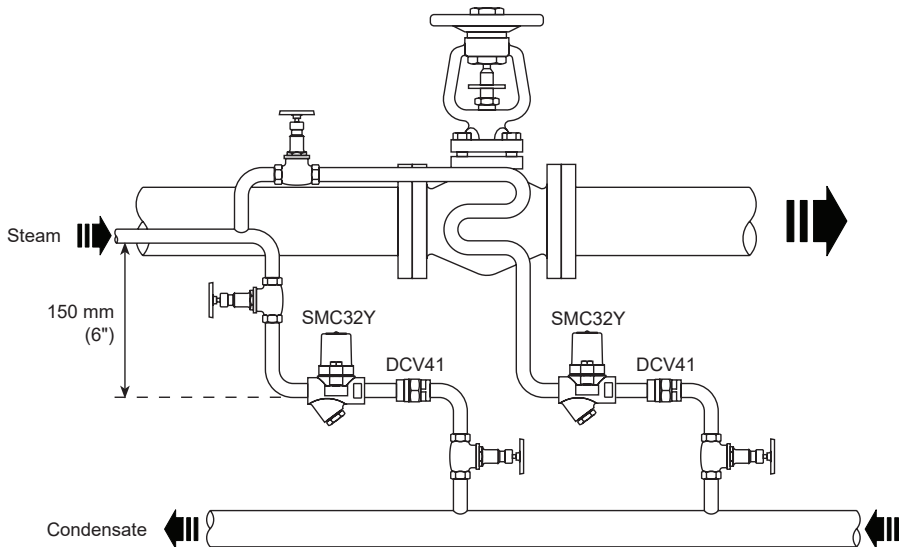 Steam
150 mm
(6")
SMC32Y
DCV41
SMC32Y
DCV41
Condensate